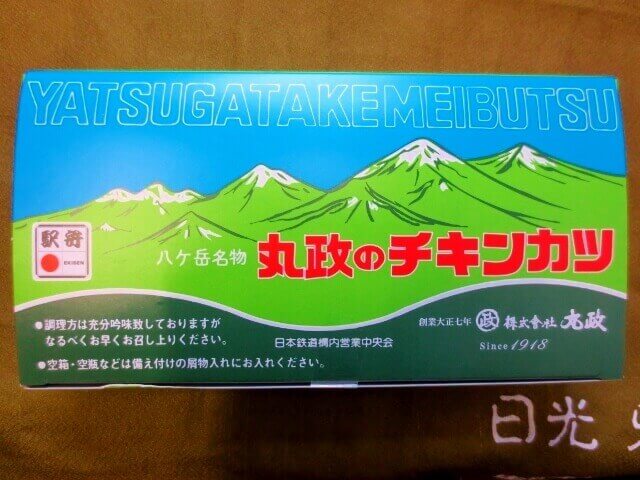 YATSUGATAKE MEIBUTSU
駅弁
EKIBEN
八ケ岳名物 丸政のチキンカツ
●調理方は充分吟味致しておりますが
なるべくお早くお召し上りください。
●空箱・空瓶などは備え付けの屑物入れにお入れください。
日本鉄道構内営業中央会
創業大正七年 政 株式會社 丸政
Since 1918
日光